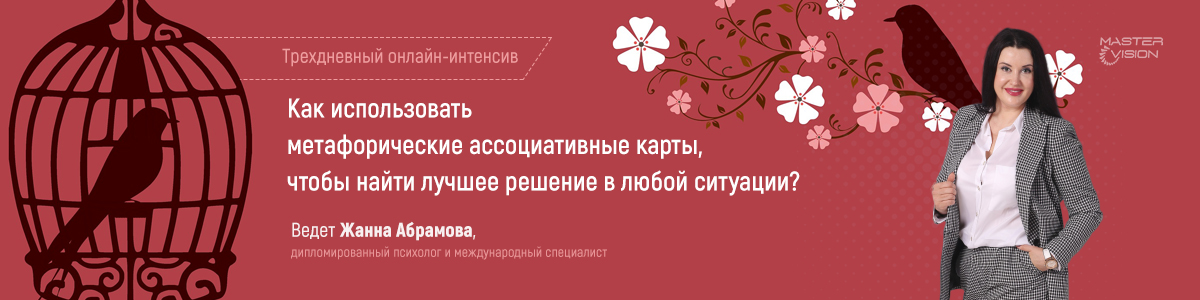 Трехдневный онлайн-интенсив
MASTER
VISION
Как использовать
метафорические ассоциативные карты,
чтобы найти лучшее решение в любой ситуации?
Ведет Жанна Абрамова,
дипломированный психолог и международный специалист